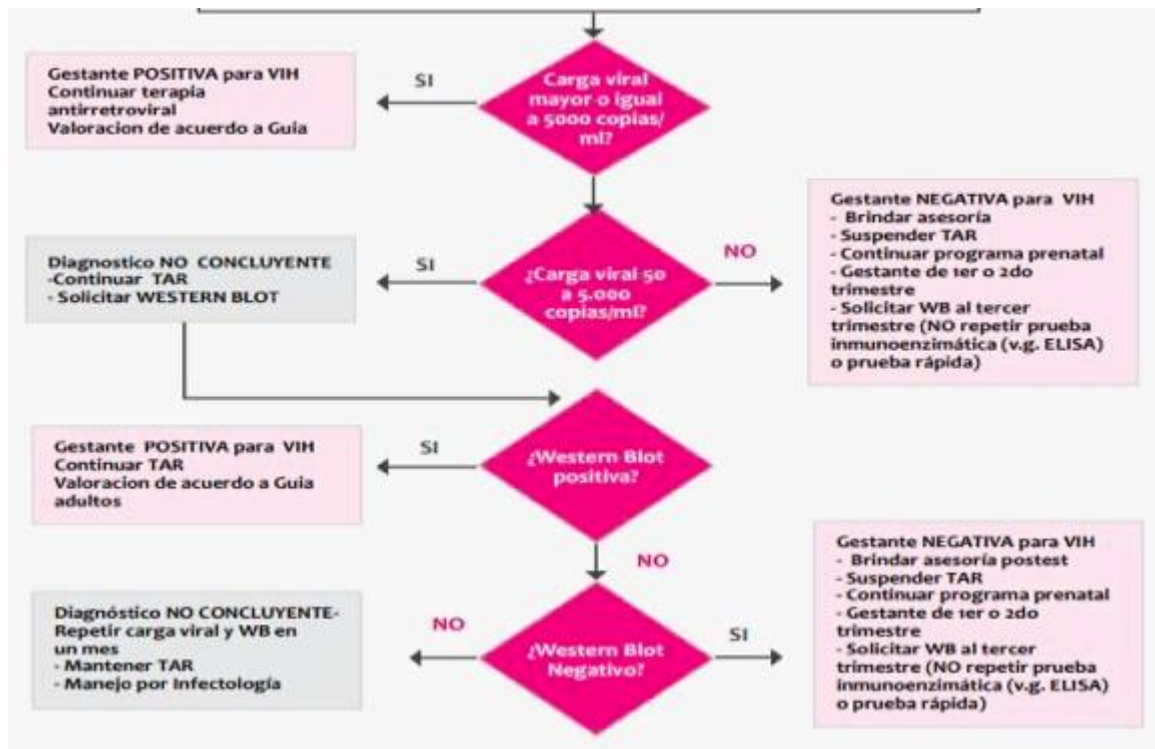 Carga viral
mayor o igual
a 5000 copias/
ml?
SI
Gestante POSITIVA para VIH
Continuar terapia
antirretroviral
Valoracion de acuerdo a Guia
¿Carga viral 50
a 5.000
copias/ml?
SI
Diagnostico NO CONCLUYENTE
-Continuar TAR
- Solicitar WESTERN BLOT
NO
Gestante NEGATIVA para VIH
- Brindar asesoría
- Suspender TAR
- Continuar programa prenatal
- Gestante de 1er o 2do
trimestre
- Solicitar WB al tercer
trimestre (NO repetir prueba
inmunoenzimática (v.g. ELISA)
o prueba rápida)
¿Western Blot
positiva?
SI
Gestante POSITIVA para VIH
Continuar TAR
Valoracion de acuerdo a Guia
adultos
NO
¿Western Blot
Negativo?
NO
Diagnóstico NO CONCLUYENTE-
Repetir carga viral y WB en
un mes
- Mantener TAR
- Manejo por Infectología
SI
Gestante NEGATIVA para VIH
- Brindar asesoría postest
- Suspender TAR
- Continuar programa prenatal
- Gestante de 1er o 2do
trimestre
- Solicitar WB al tercer
trimestre (NO repetir prueba
inmunoenzimática (v.g. ELISA)
o prueba rápida)